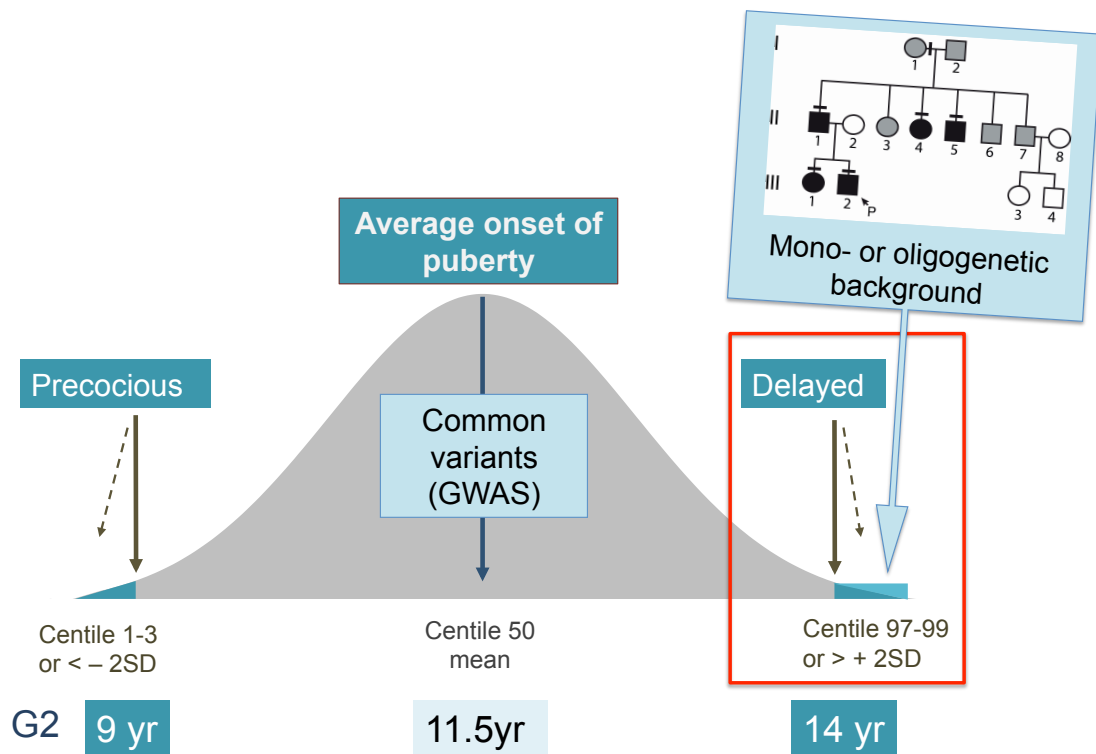 I
1
2
II
1
2
3
4
5
6
7
8
III
1
2
P
3
4
Mono- or oligogenetic
background
Average onset of
puberty
Precocious
Delayed
Common
variants
(GWAS)
Centile 1-3
or < – 2SD
Centile 50
mean
Centile 97-99
or > + 2SD
G2
9 yr
11.5yr
14 yr